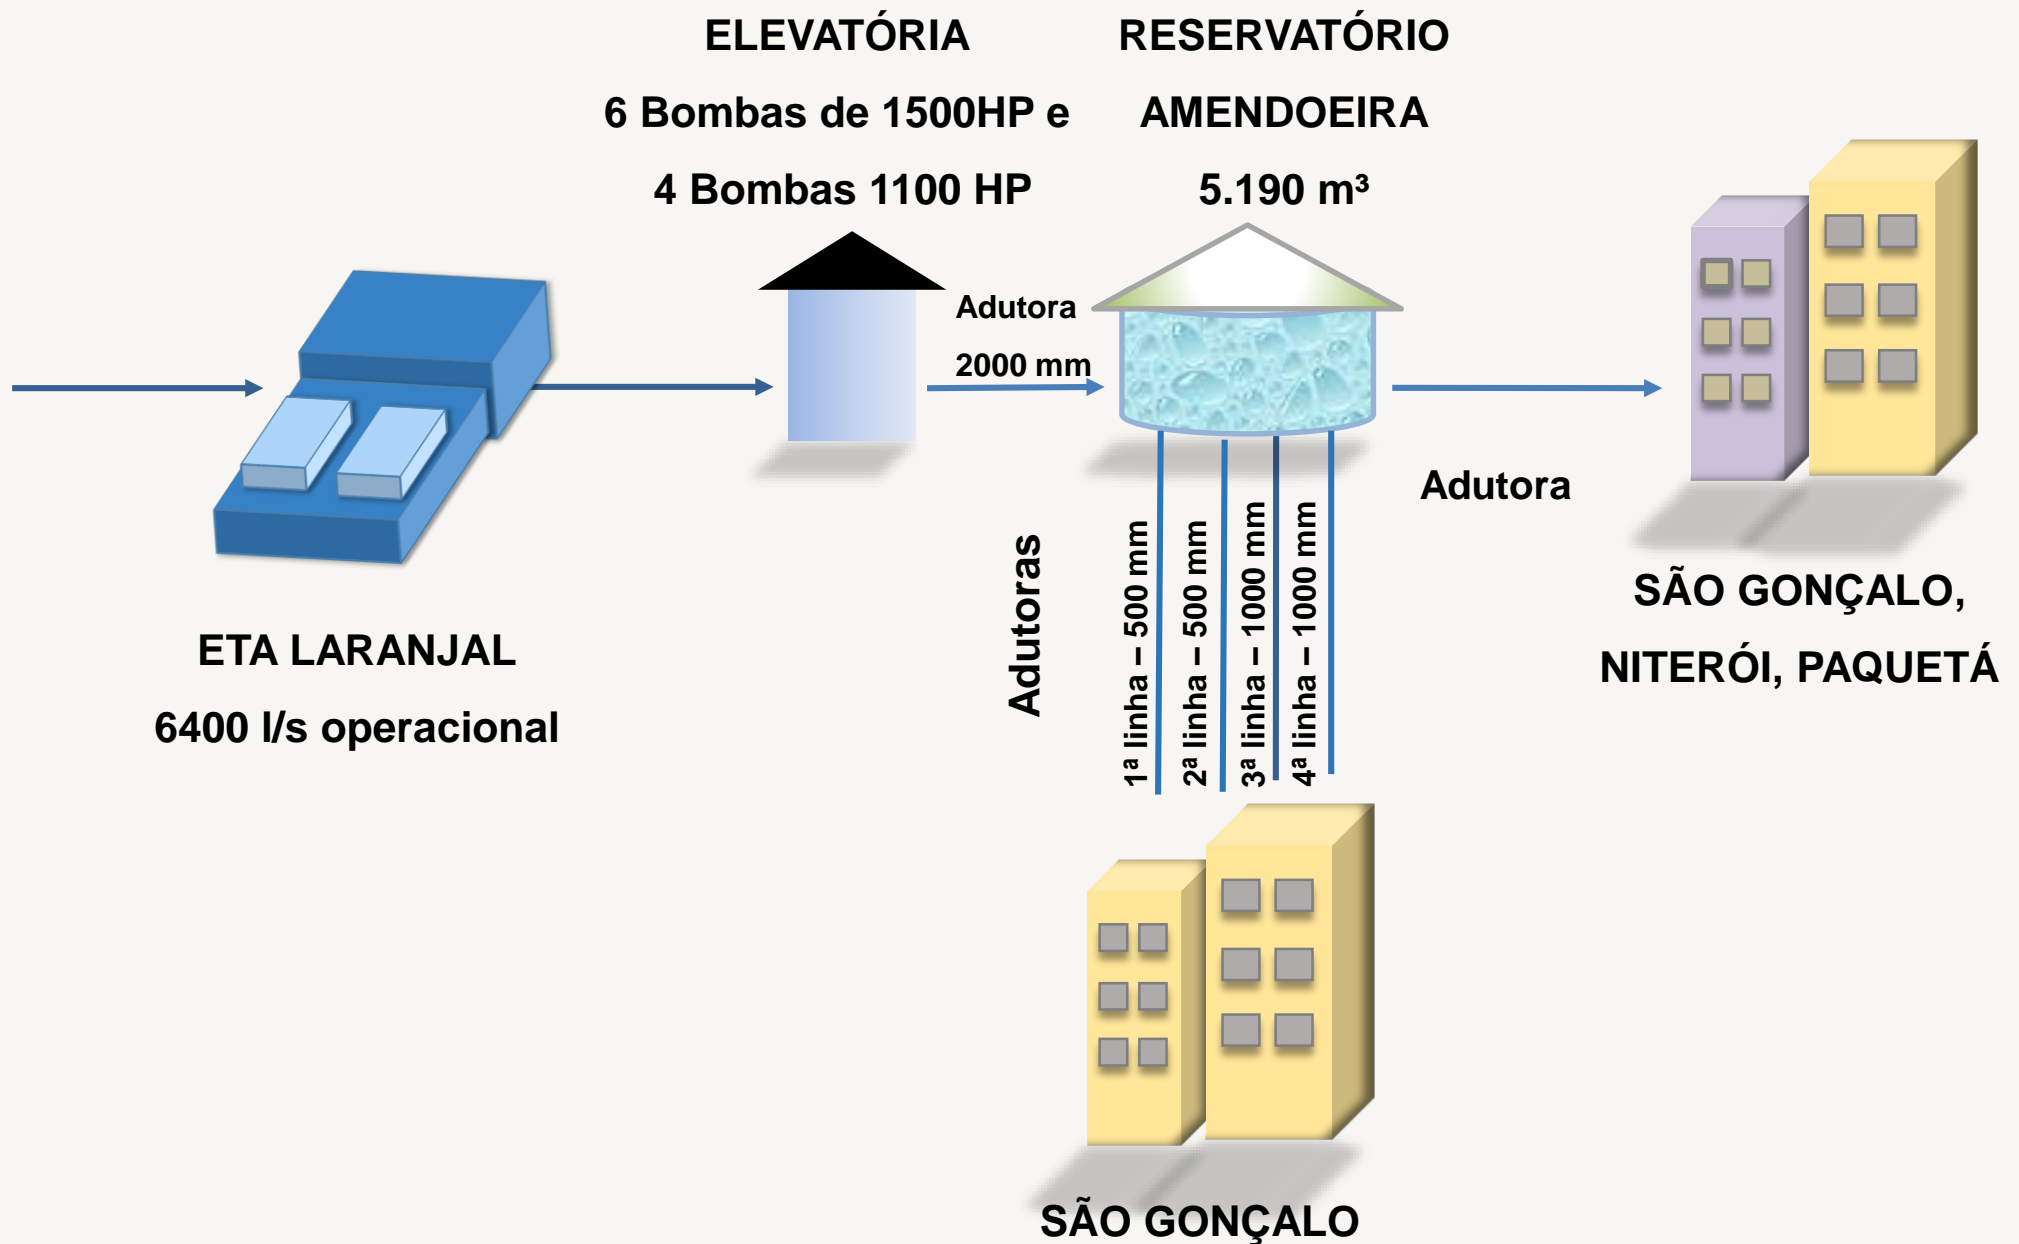 ELEVATÓRIA
6 Bombas de 1500HP e
4 Bombas 1100 HP
RESERVATÓRIO
AMENDOEIRA
5.190 m³
Adutora
2000 mm
ETA LARANJAL
6400 l/s operacional
Adutoras
1ª linha – 500 mm
2ª linha – 500 mm
3ª linha – 1000 mm
4ª linha – 1000 mm
Adutora
SÃO GONÇALO,
NITERÓI, PAQUETÁ
SÃO GONÇALO